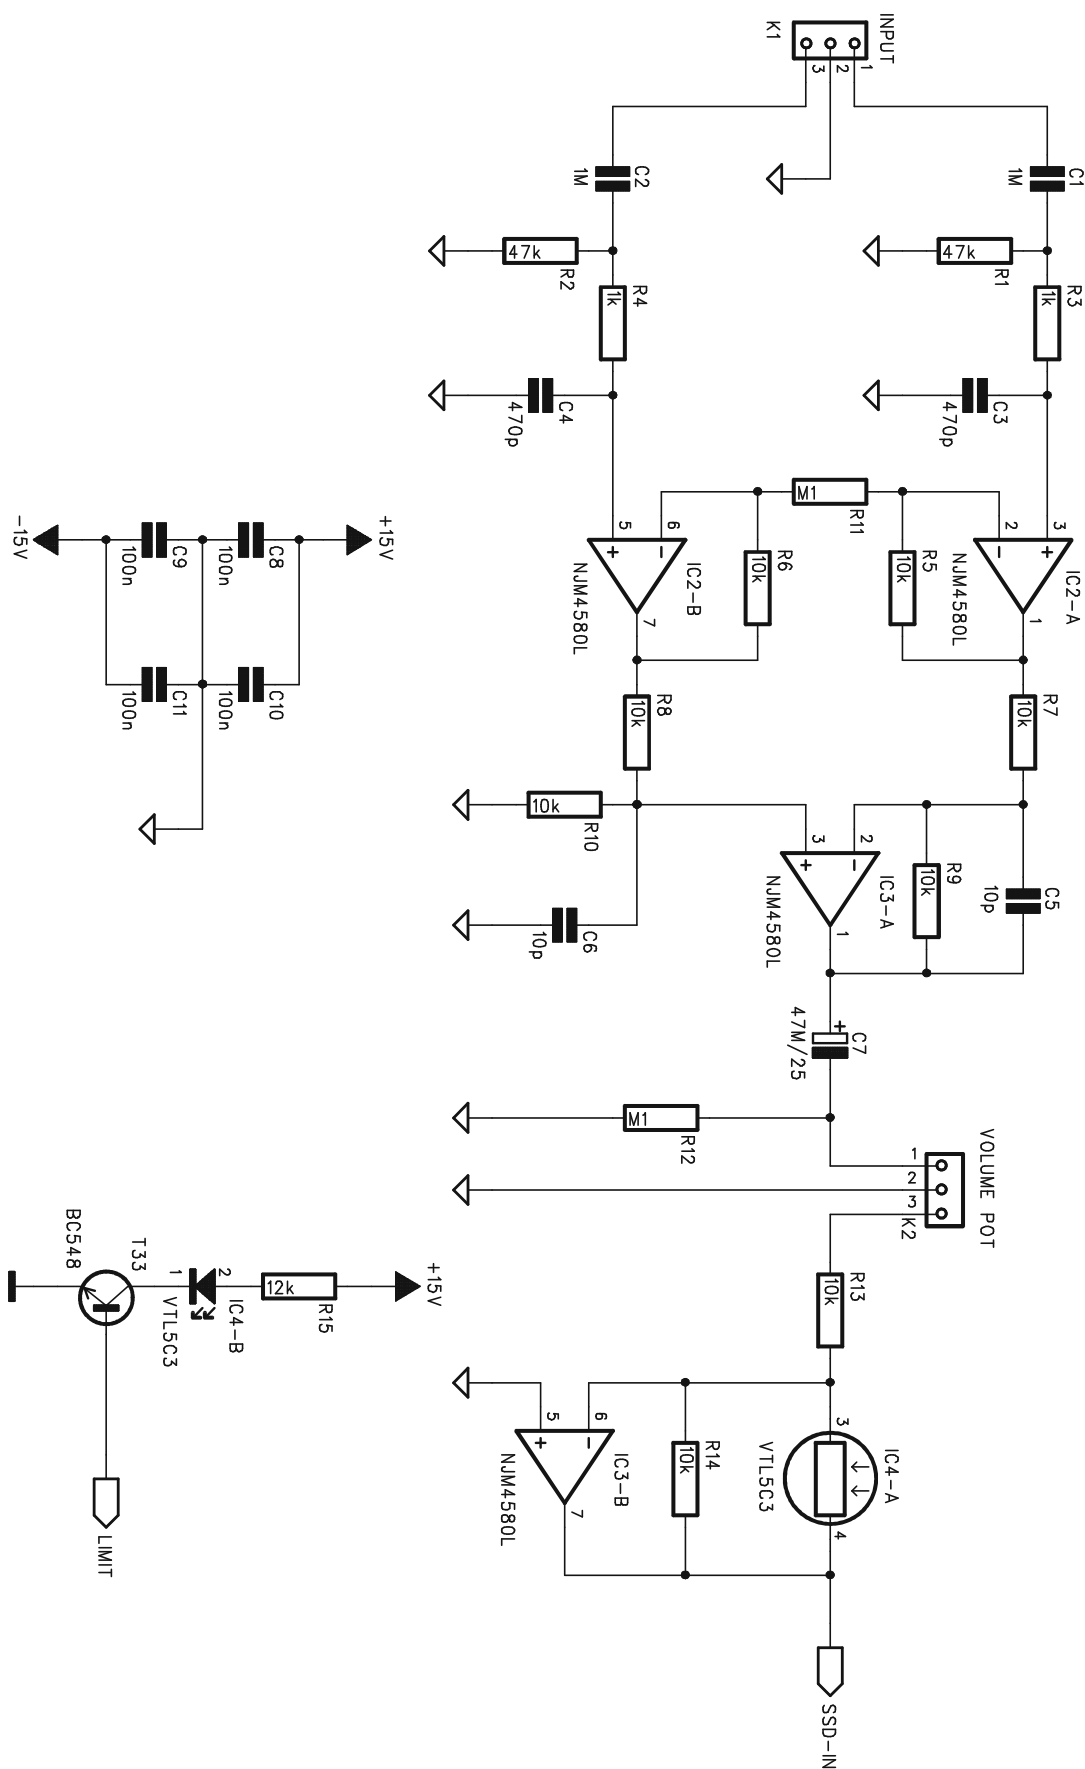 INPUT
K1
1
2
3
C1
1M
R1
47k
R3
1k
C3
470p
3
2
+
–
1
IC2-A
NJM4580L
R5
10k
R11
M1
C2
1M
R2
47k
R4
1k
C4
470p
6
5
–
+
7
IC2-B
NJM4580L
R6
10k
R7
10k
R8
10k
R10
10k
C6
10p
2
3
–
+
1
IC3-A
NJM4580L
R9
10k
C5
10p
+
C7
47M/25
R12
M1
VOLUME POT
K2
1
2
3
R13
10k
3
4
IC4-A
VTL5C3
R14
10k
6
5
–
+
7
IC3-B
NJM4580L
SSD-IN
+15V
C8
100n
C10
100n
C9
100n
C11
100n
-15V
+15V
R15
12k
2
1
IC4-B
VTL5C3
T33
BC548
LIMIT